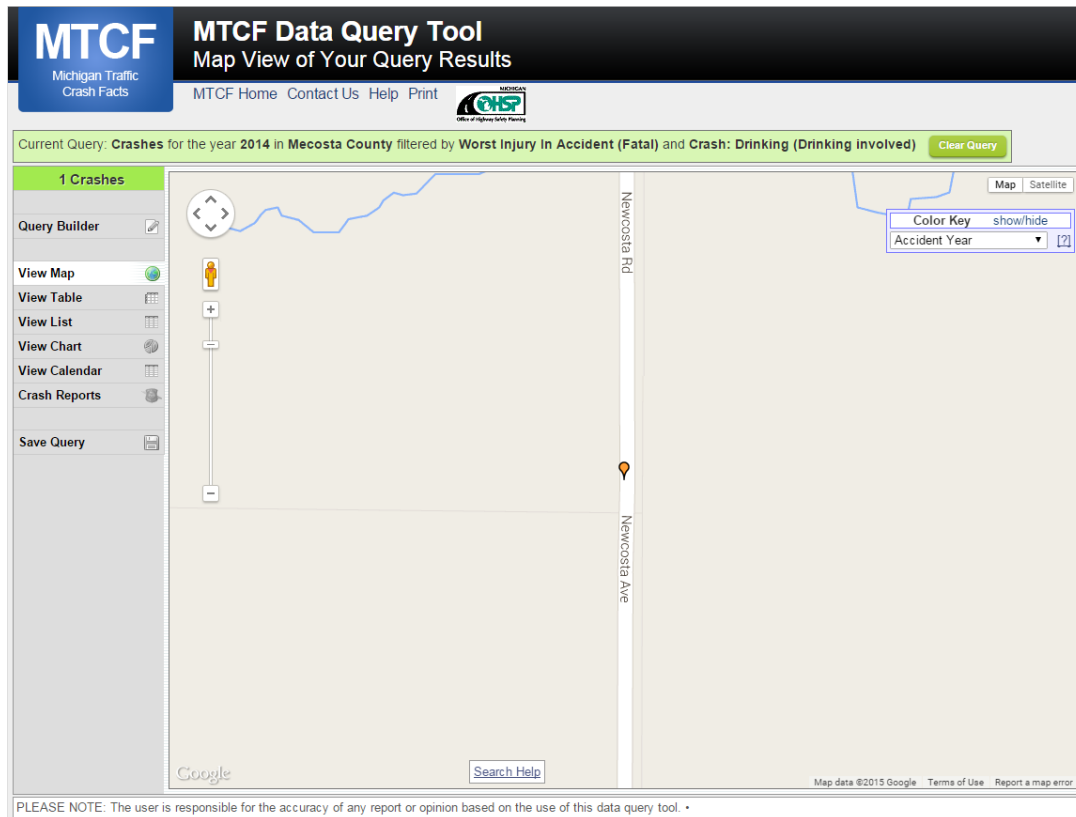 MTCF
Michigan Traffic
Crash Facts
MTCF Data Query Tool
Map View of Your Query Results
MTCF Home Contact Us Help Print
MICHIGAN
OHSP
Office of Highway Safety Planning
Current Query: Crashes for the year 2014 in Mecosta County filtered by Worst Injury In Accident (Fatal) and Crash: Drinking (Drinking involved) Clear Query
1 Crashes
Query Builder
View Map
View Table
View List
View Chart
View Calendar
Crash Reports
Save Query
Map Satellite
Color Key show/hide
Accident Year [?]
Newcosta Rd
Newcosta Ave
Google
Search Help
Map data ©2015 Google Terms of Use Report a map error
PLEASE NOTE: The user is responsible for the accuracy of any report or opinion based on the use of this data query tool. •